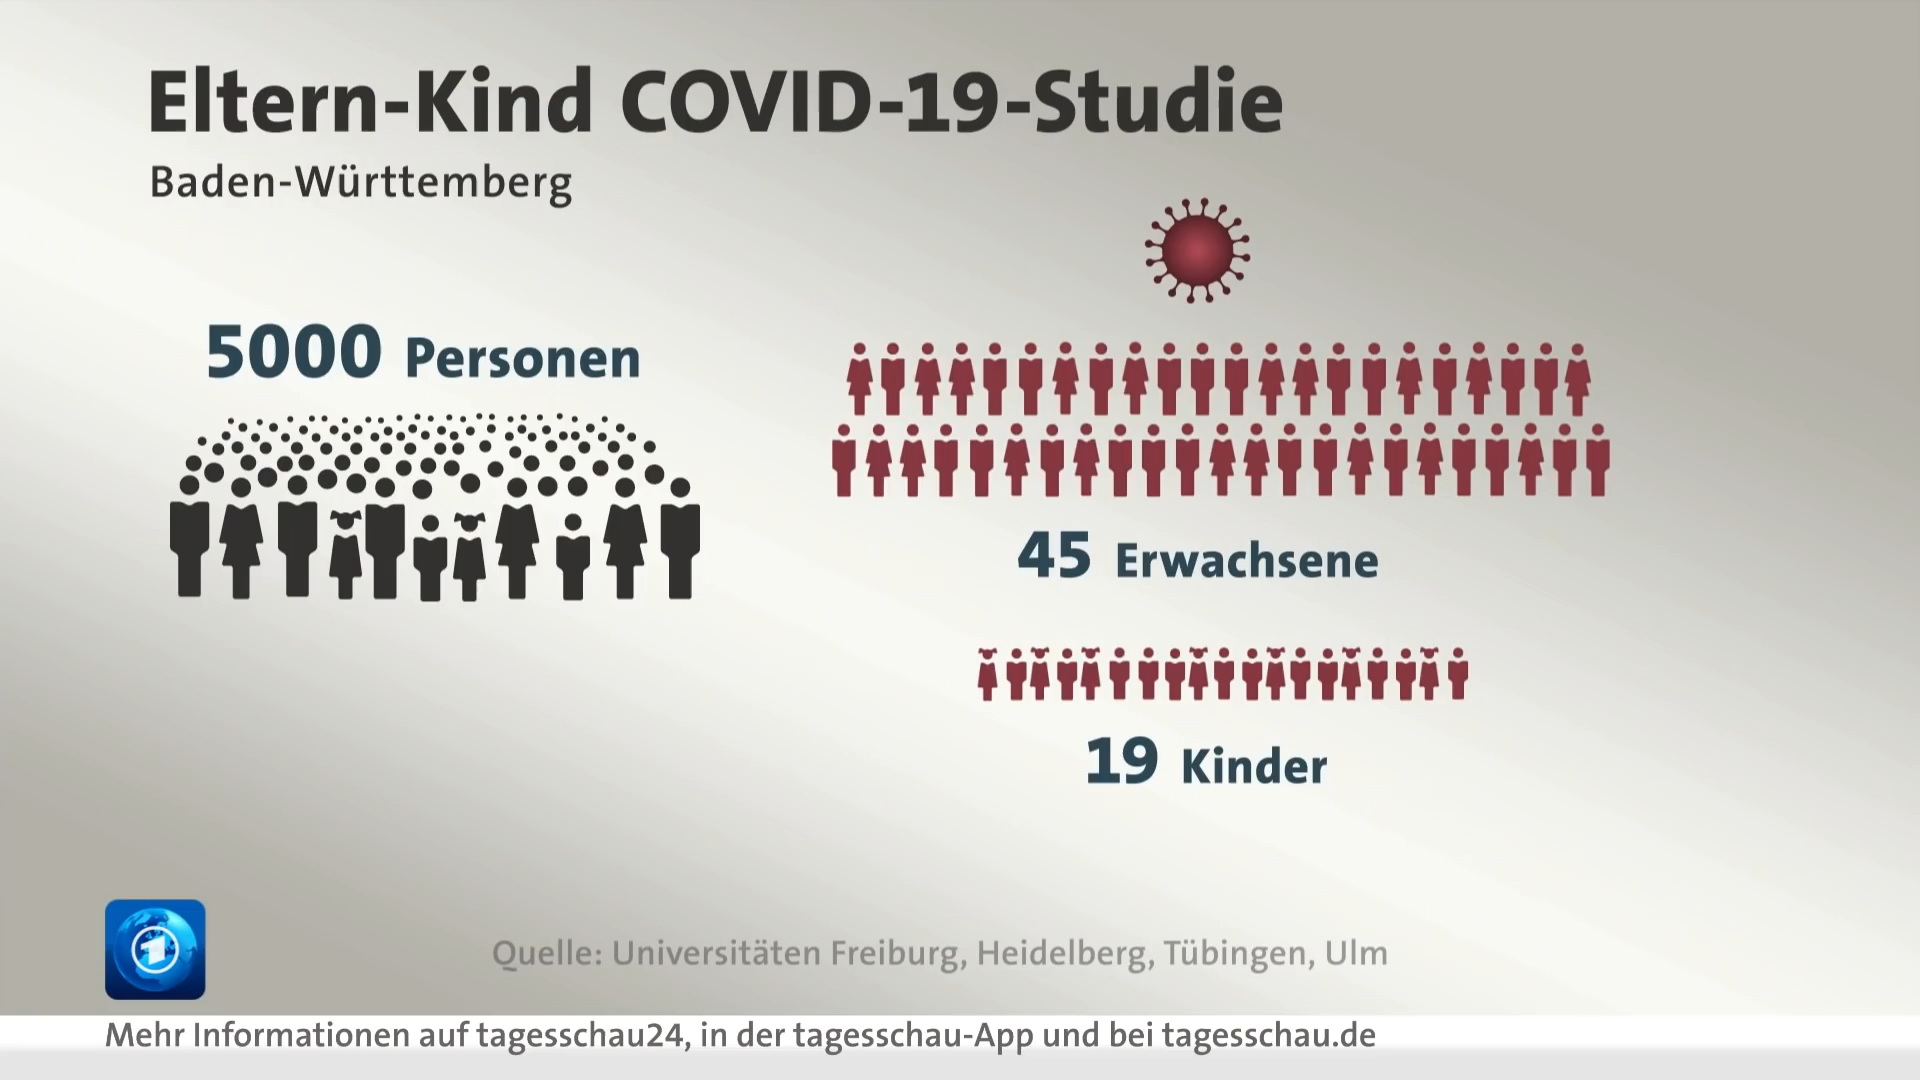 Eltern-Kind COVID-19-Studie
Baden-Württemberg
5000 Personen
45 Erwachsene
19 Kinder
1
Quelle: Universitäten Freiburg, Heidelberg, Tübingen, Ulm
Mehr Informationen auf tagesschau24, in der tagesschau-App und bei tagesschau.de